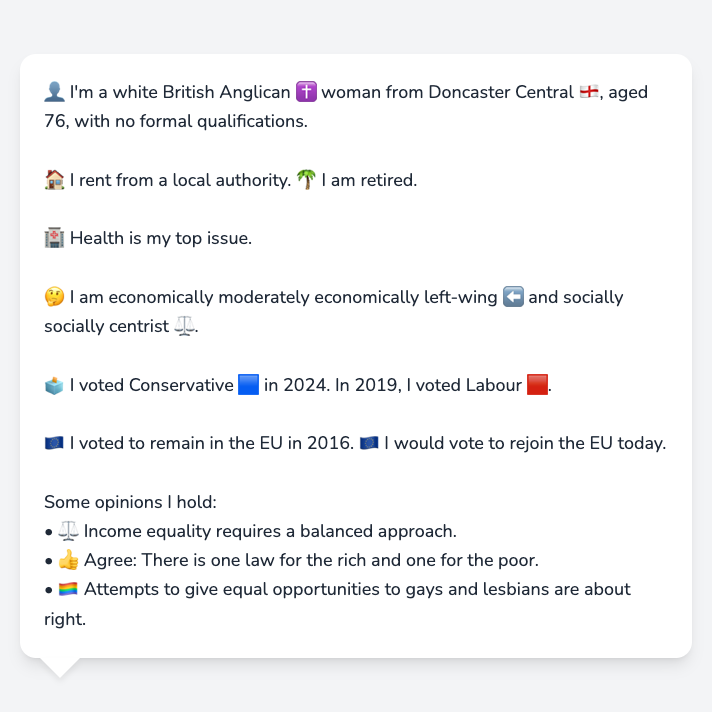 👤 I'm a white British Anglican ✝️ woman from Doncaster Central 🏴󠁧󠁢󠁥󠁮󠁧󠁿, aged
76, with no formal qualifications.
🏠 I rent from a local authority. 🌴 I am retired.
🏥 Health is my top issue.
🤔 I am economically moderately economically left-wing ⬅️ and socially
socially centrist ⚖️.
🗳️ I voted Conservative 🟦 in 2024. In 2019, I voted Labour 🟥.
🇪🇺 I voted to remain in the EU in 2016. 🇪🇺 I would vote to rejoin the EU today.
Some opinions I hold:
• ⚖️ Income equality requires a balanced approach.
• 👍 Agree: There is one law for the rich and one for the poor.
• 🏳️‍🌈 Attempts to give equal opportunities to gays and lesbians are about
right.